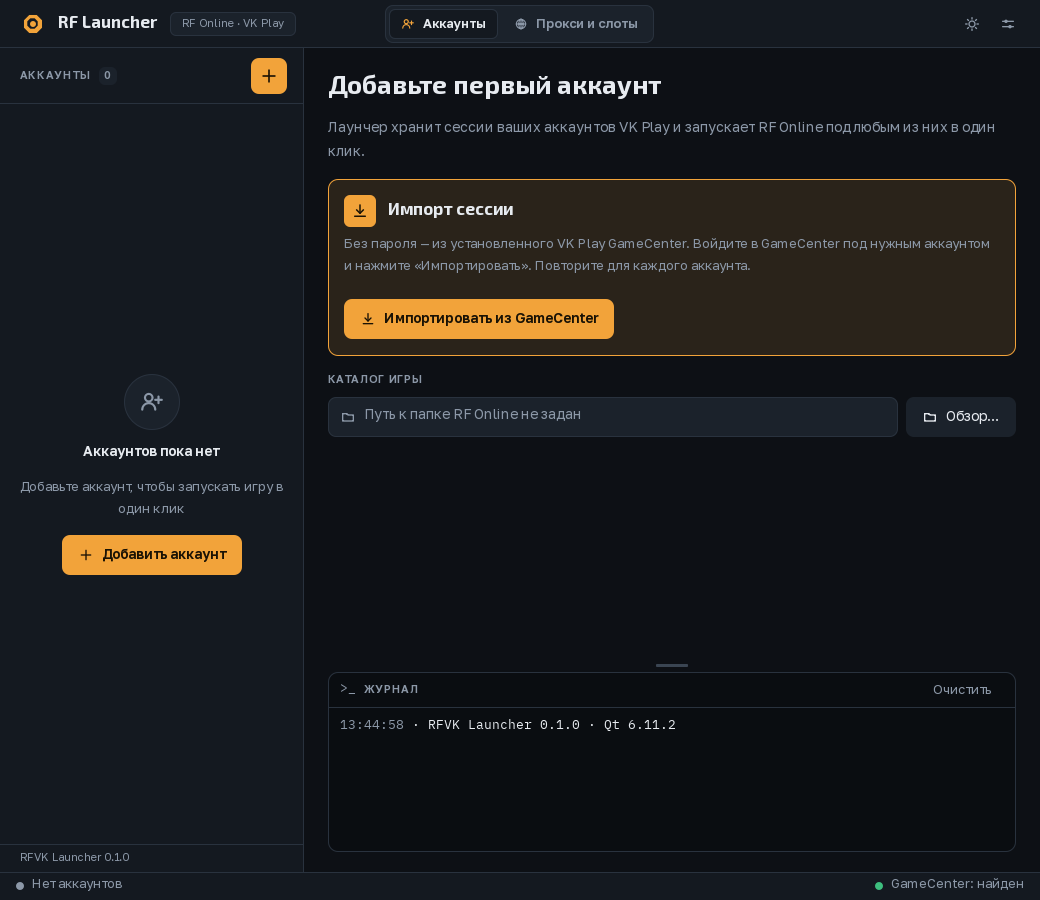 RF Launcher
RF Online · VK Play
Аккаунты
Прокси и слоты
АККАУНТЫ 0
Добавьте первый аккаунт
Лаунчер хранит сессии ваших аккаунтов VK Play и запускает RF Online под любым из них в один
клик.
Импорт сессии
Без пароля — из установленного VK Play GameCenter. Войдите в GameCenter под нужным аккаунтом
и нажмите «Импортировать». Повторите для каждого аккаунта.
Импортировать из GameCenter
КАТАЛОГ ИГРЫ
Путь к папке RF Online не задан
Обзор...
Аккаунтов пока нет
Добавьте аккаунт, чтобы запускать игру в
один клик
Добавить аккаунт
>_ ЖУРНАЛ
Очистить
13:44:58 · RFVK Launcher 0.1.0 · Qt 6.11.2
RFVK Launcher 0.1.0
Нет аккаунтов
GameCenter: найден